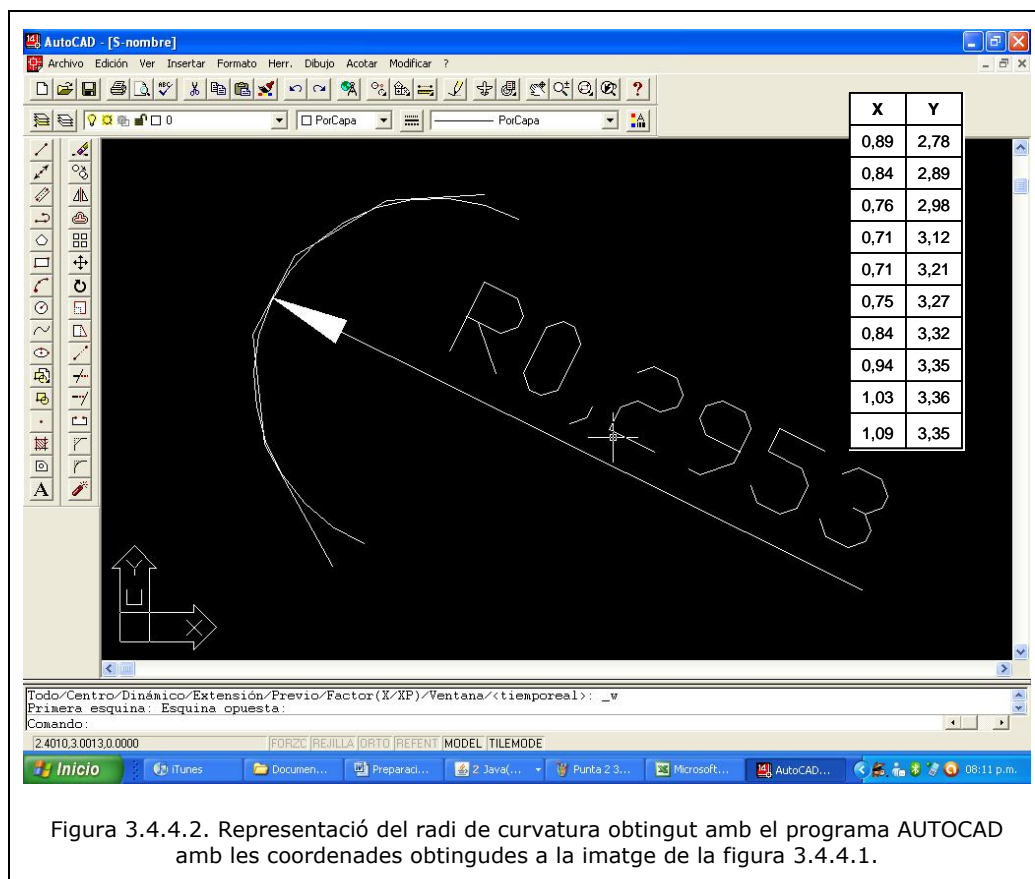 AutoCAD - [S-nombre]
Archivo Edición Ver Insertar Formato Herr. Dibujo Acotar Modificar ?
0 PorCapa PorCapa
X Y
0,89 2,78
0,84 2,89
0,76 2,98
0,71 3,12
0,71 3,21
0,75 3,27
0,84 3,32
0,94 3,35
1,03 3,36
1,09 3,35
R0,2953
A
Y
U
X
Todo/Centro/Dinámico/Extensión/Previo/Factor(X/XP)/Ventana/<tiemporeal>: _w
Primera esquina: Esquina opuesta:
Comando:
2.4010,3.0013,0.0000 FORZC REJILLA ORTO REFENT MODEL TILEMODE
Inicio iTunes Documen... Preparaci... 2 Java(... Punta 2 3... Microsoft... AutoCAD... 08:11 p.m.
Figura 3.4.4.2. Representació del radi de curvatura obtingut amb el programa AUTOCAD
amb les coordenades obtingudes a la imatge de la figura 3.4.4.1.